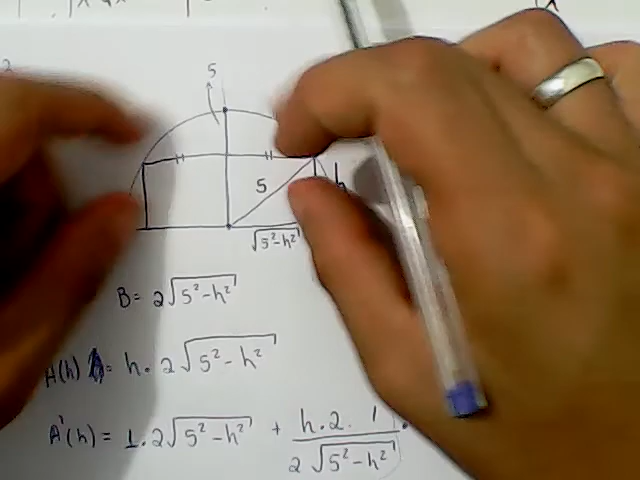 5
5 h
√5²-h²
B = 2√5²-h²
A(h) = h. 2√5²-h²
A'(h) = 1. 2√5²-h² + h. 2. 1 / 2√5²-h² .